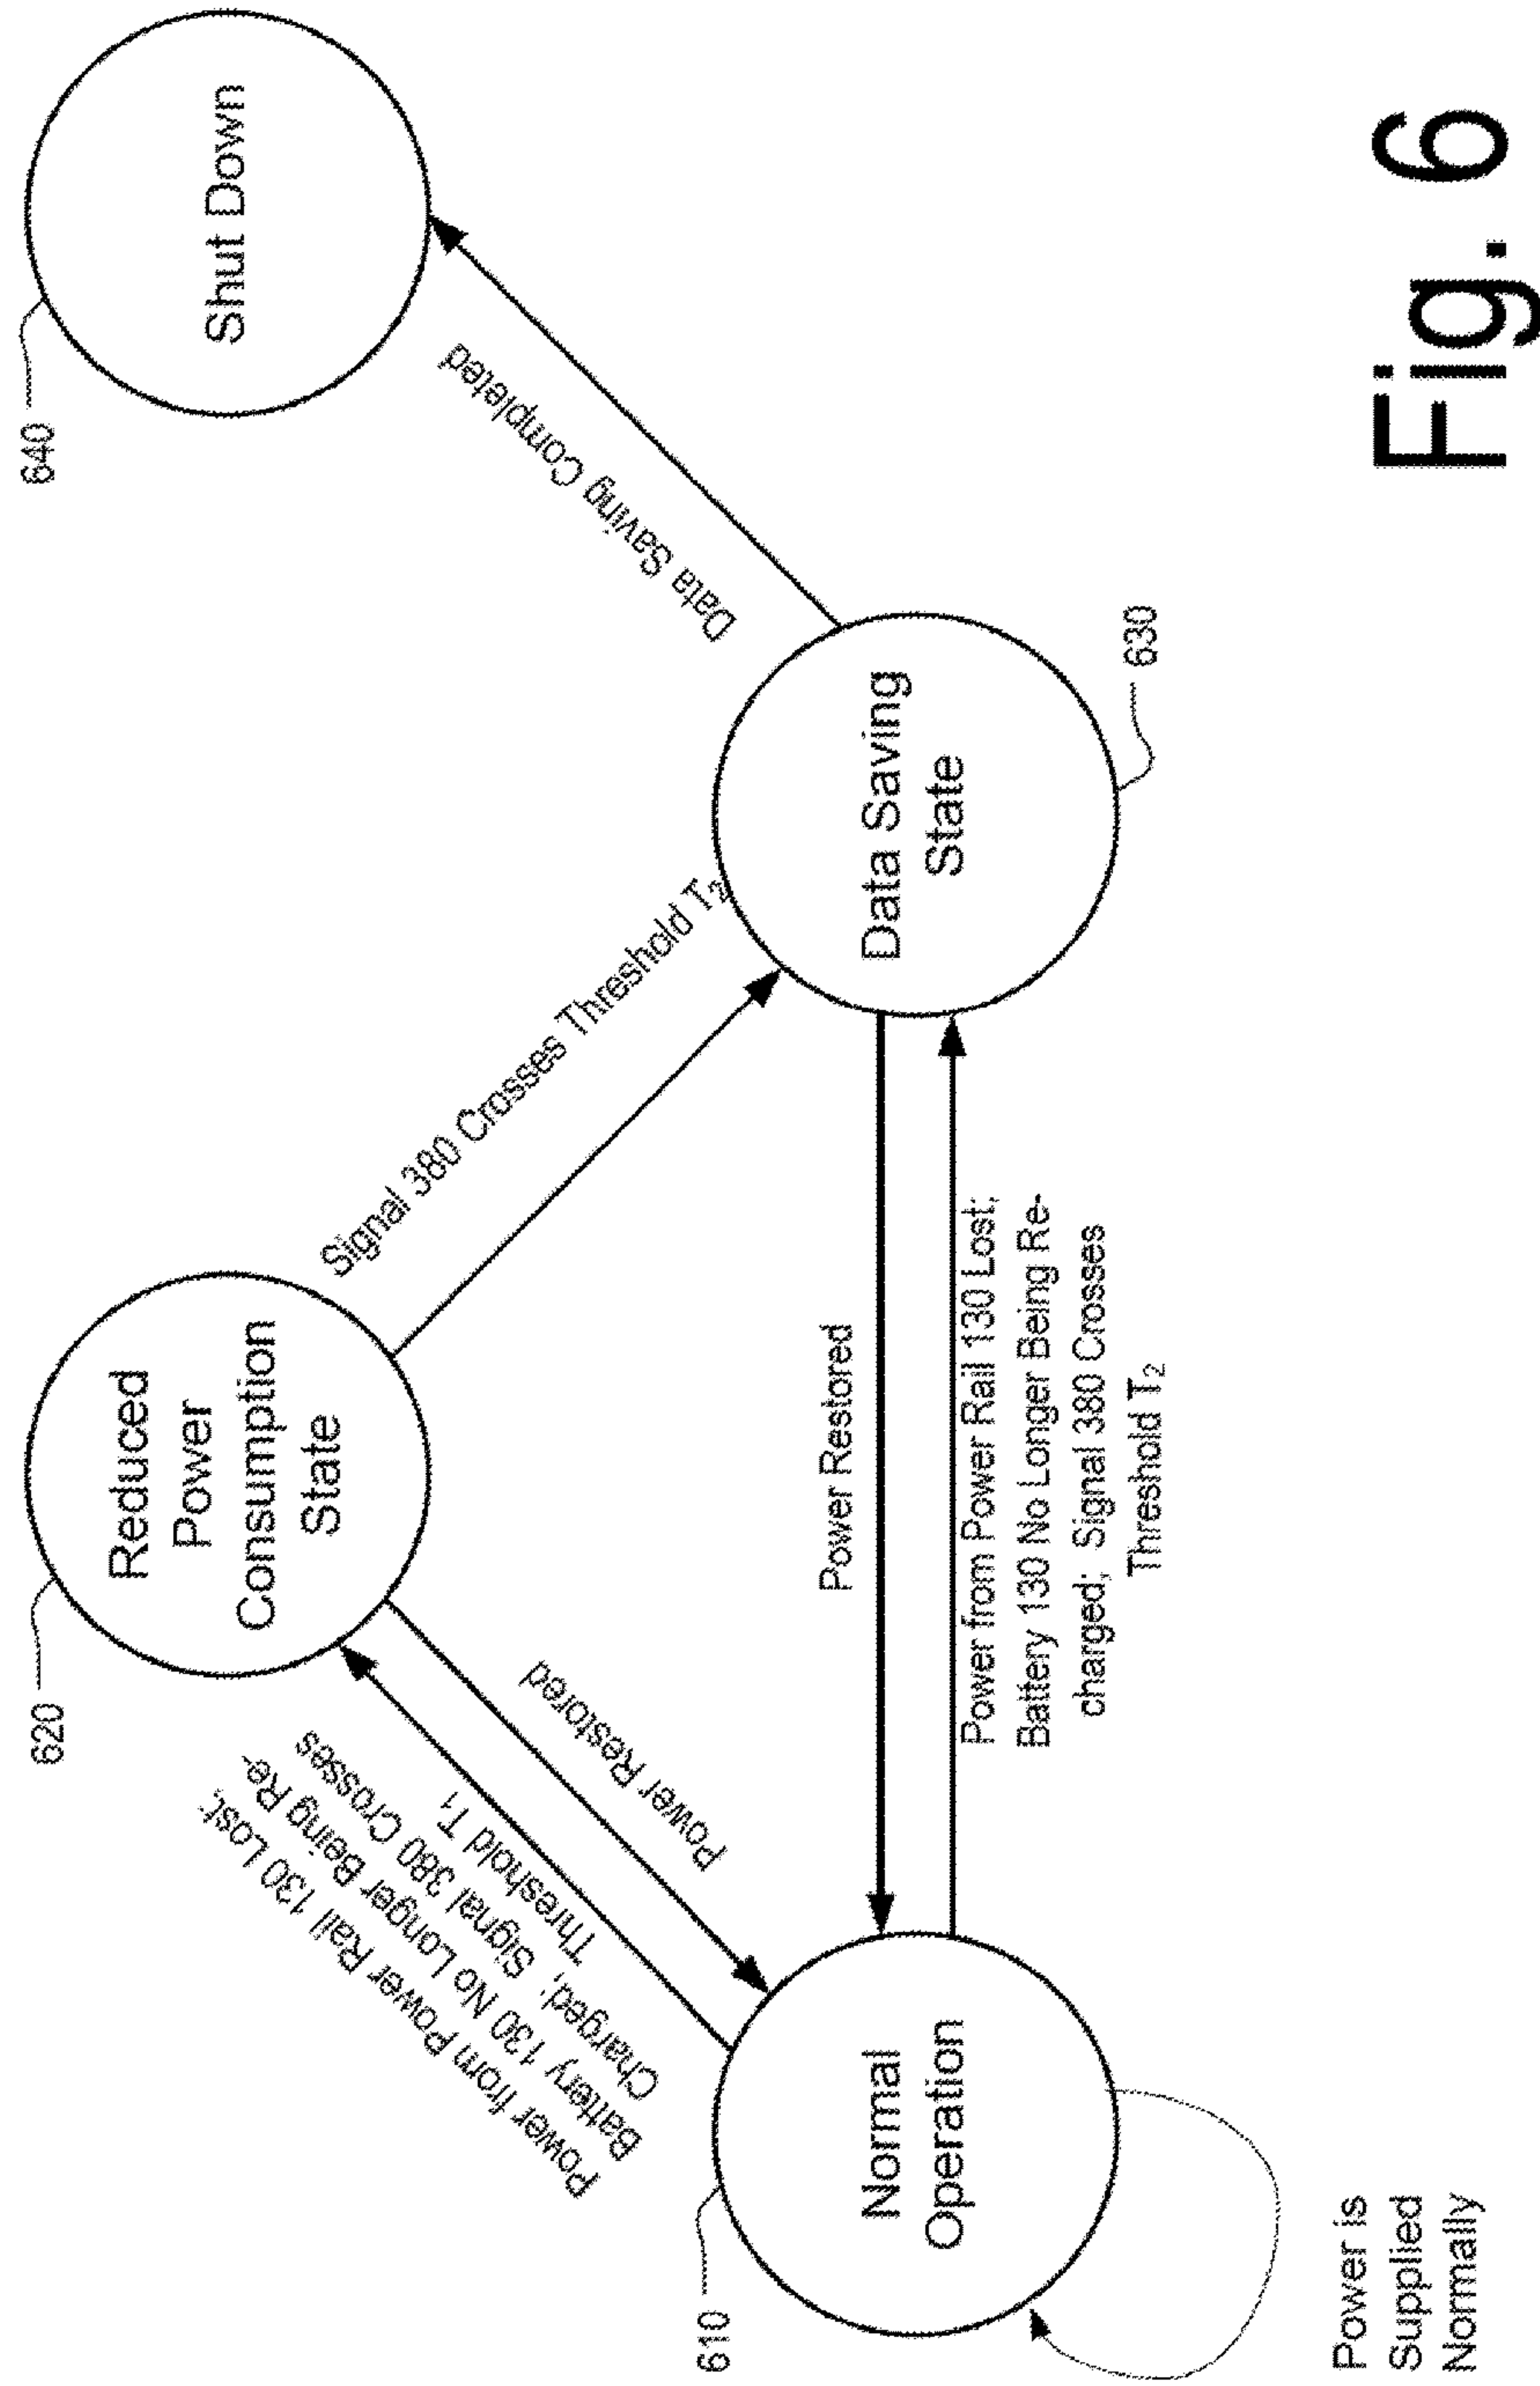 640
Shut Down
620
Reduced
Power
Consumption
State
Data Saving Completed
Signal 380 Crosses Threshold T₂
Power from Power Rail 130 Lost;
Battery 130 No Longer Being Re-
Charged; Signal 380 Crosses
Threshold T₁
Power Restored
610
Normal
Operation
Power Restored
Data Saving
State
630
Power from Power Rail 130 Lost;
Battery 130 No Longer Being Re-
charged; Signal 380 Crosses
Threshold T₂
Power is
Supplied
Normally
Fig. 6